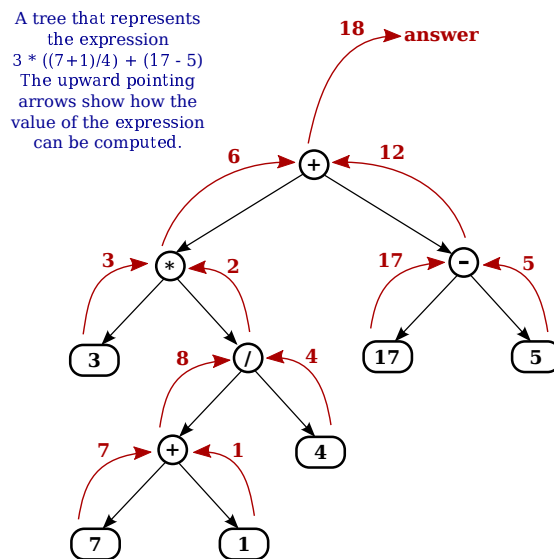 A tree that represents
the expression
3 * ((7+1)/4) + (17 - 5)
The upward pointing
arrows show how the
value of the expression
can be computed.
18
answer
6
+
12
3
*
2
17
-
5
3
8
/
4
17
5
7
+
1
4
7
1